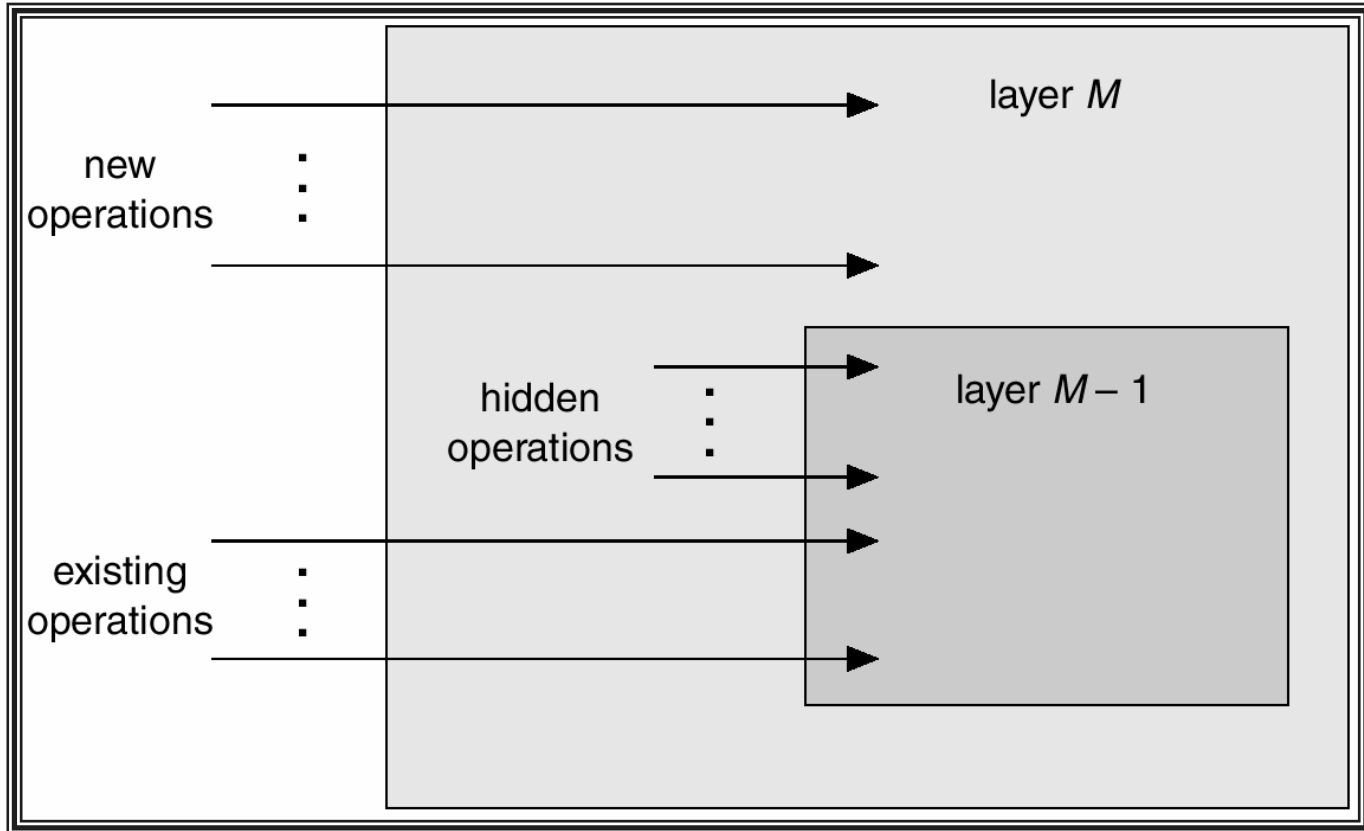 layer M
new
operations
hidden
operations
layer M – 1
existing
operations